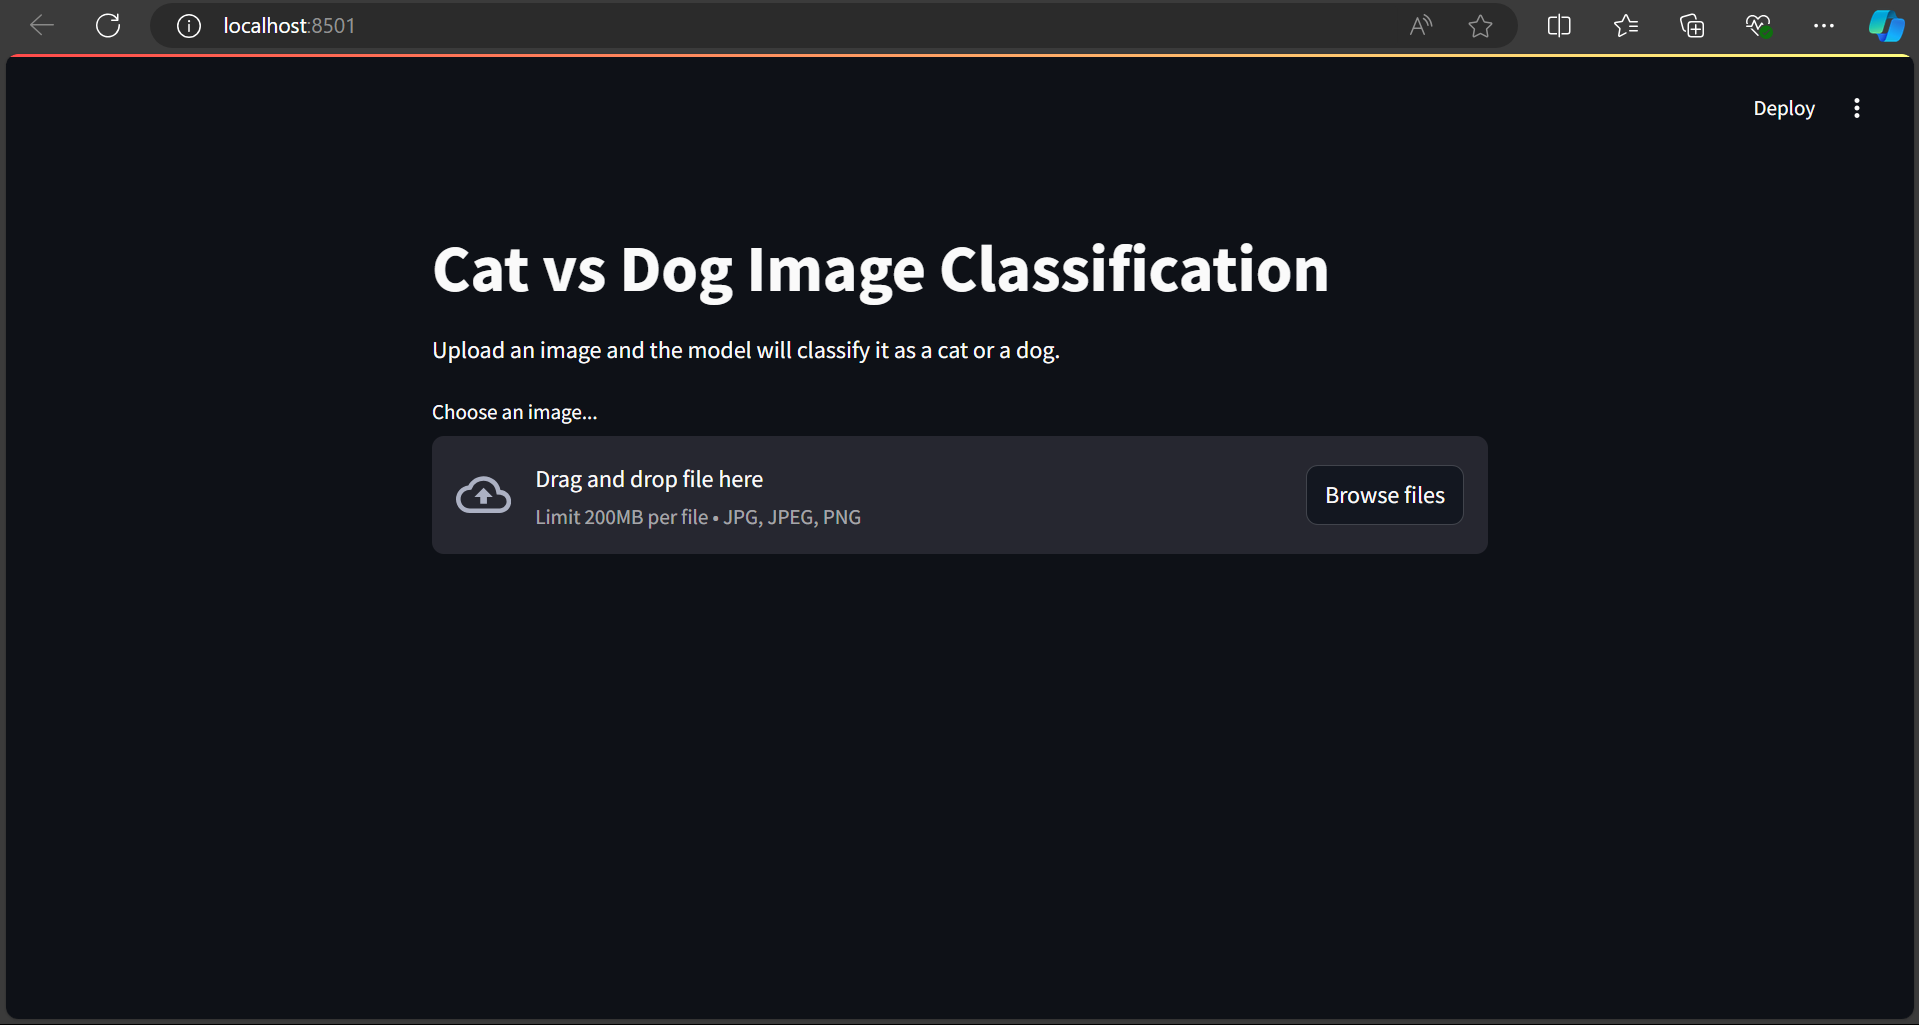 localhost:8501
Deploy
Cat vs Dog Image Classification
Upload an image and the model will classify it as a cat or a dog.
Choose an image...
Drag and drop file here
Limit 200MB per file • JPG, JPEG, PNG
Browse files